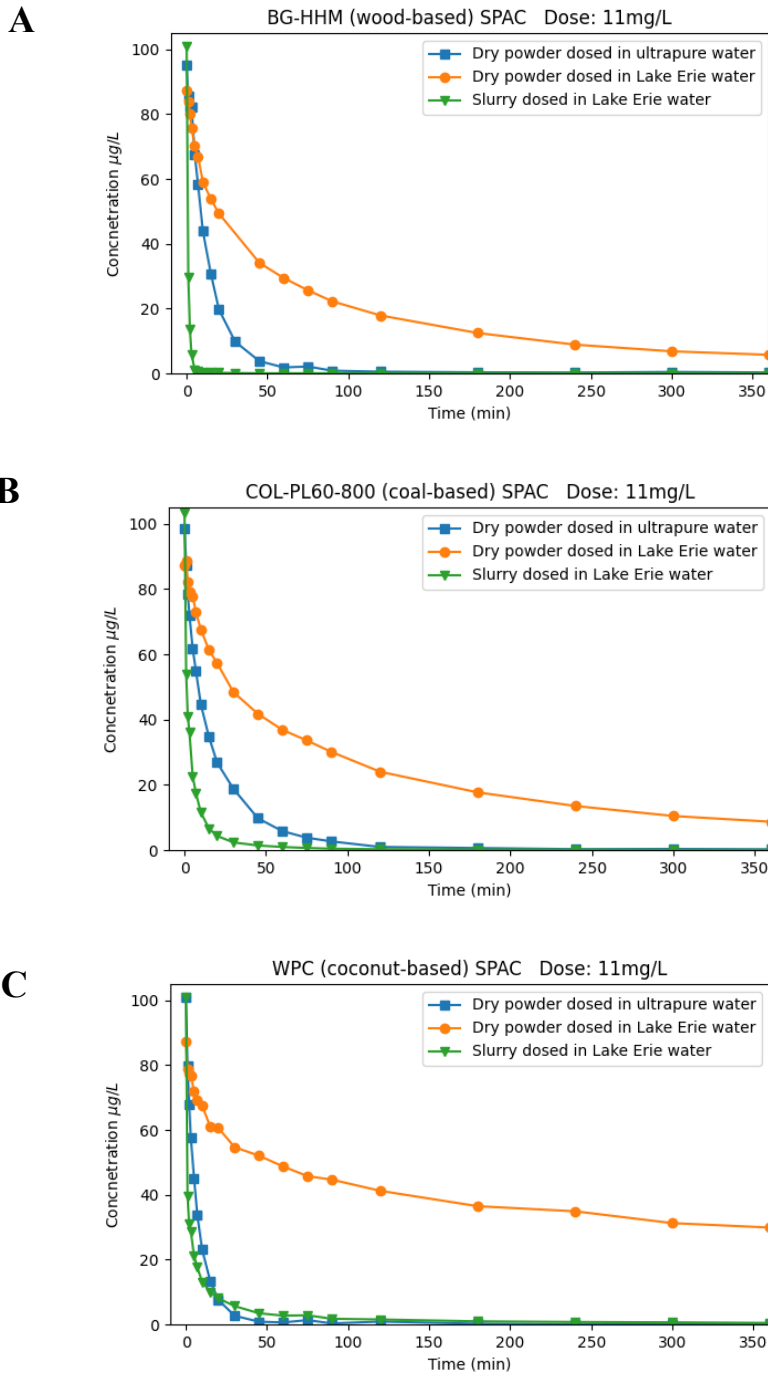 A
BG-HHM (wood-based) SPAC   Dose: 11mg/L
Dry powder dosed in ultrapure water
Dry powder dosed in Lake Erie water
Slurry dosed in Lake Erie water
Concnetration μg/L
100
80
60
40
20
0
0 50 100 150 200 250 300 350
Time (min)
B
COL-PL60-800 (coal-based) SPAC   Dose: 11mg/L
Dry powder dosed in ultrapure water
Dry powder dosed in Lake Erie water
Slurry dosed in Lake Erie water
Concnetration μg/L
100
80
60
40
20
0
0 50 100 150 200 250 300 350
Time (min)
C
WPC (coconut-based) SPAC   Dose: 11mg/L
Dry powder dosed in ultrapure water
Dry powder dosed in Lake Erie water
Slurry dosed in Lake Erie water
Concnetration μg/L
100
80
60
40
20
0
0 50 100 150 200 250 300 350
Time (min)